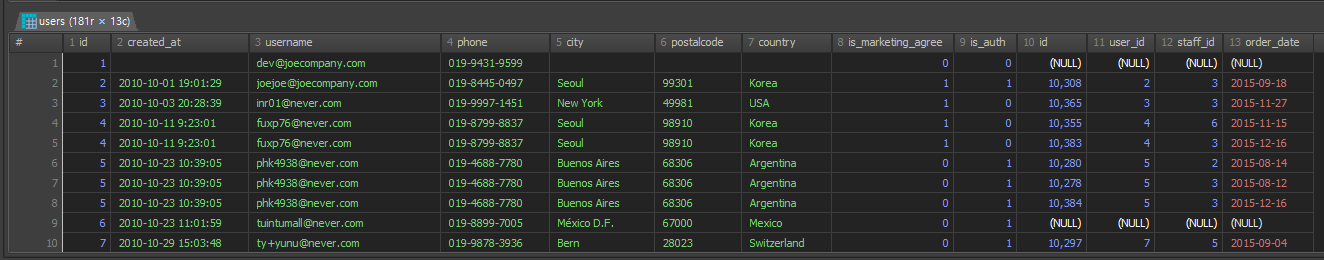 users (181r × 13c)
# 1 id 2 created_at 3 username 4 phone 5 city 6 postalcode 7 country 8 is_marketing_agree 9 is_auth 10 id 11 user_id 12 staff_id 13 order_date
1 1 dev@joecompany.com 019-9431-9599 0 0 (NULL) (NULL) (NULL) (NULL)
2 2 2010-10-01 19:01:29 joejoe@joecompany.com 019-8445-0497 Seoul 99301 Korea 1 1 10,308 2 3 2015-09-18
3 3 2010-10-03 20:28:39 inr01@never.com 019-9997-1451 New York 49981 USA 1 0 10,365 3 3 2015-11-27
4 4 2010-10-11 9:23:01 fuxp76@never.com 019-8799-8837 Seoul 98910 Korea 1 0 10,355 4 6 2015-11-15
5 4 2010-10-11 9:23:01 fuxp76@never.com 019-8799-8837 Seoul 98910 Korea 1 0 10,383 4 3 2015-12-16
6 5 2010-10-23 10:39:05 phk4938@never.com 019-4688-7780 Buenos Aires 68306 Argentina 0 1 10,280 5 2 2015-08-14
7 5 2010-10-23 10:39:05 phk4938@never.com 019-4688-7780 Buenos Aires 68306 Argentina 0 1 10,278 5 3 2015-08-12
8 5 2010-10-23 10:39:05 phk4938@never.com 019-4688-7780 Buenos Aires 68306 Argentina 0 1 10,384 5 3 2015-12-16
9 6 2010-10-23 11:01:59 tuintumall@never.com 019-8899-7005 México D.F. 67000 Mexico 0 1 (NULL) (NULL) (NULL) (NULL)
10 7 2010-10-29 15:03:48 ty+yunu@never.com 019-9878-3936 Bern 28023 Switzerland 0 1 10,297 7 5 2015-09-04